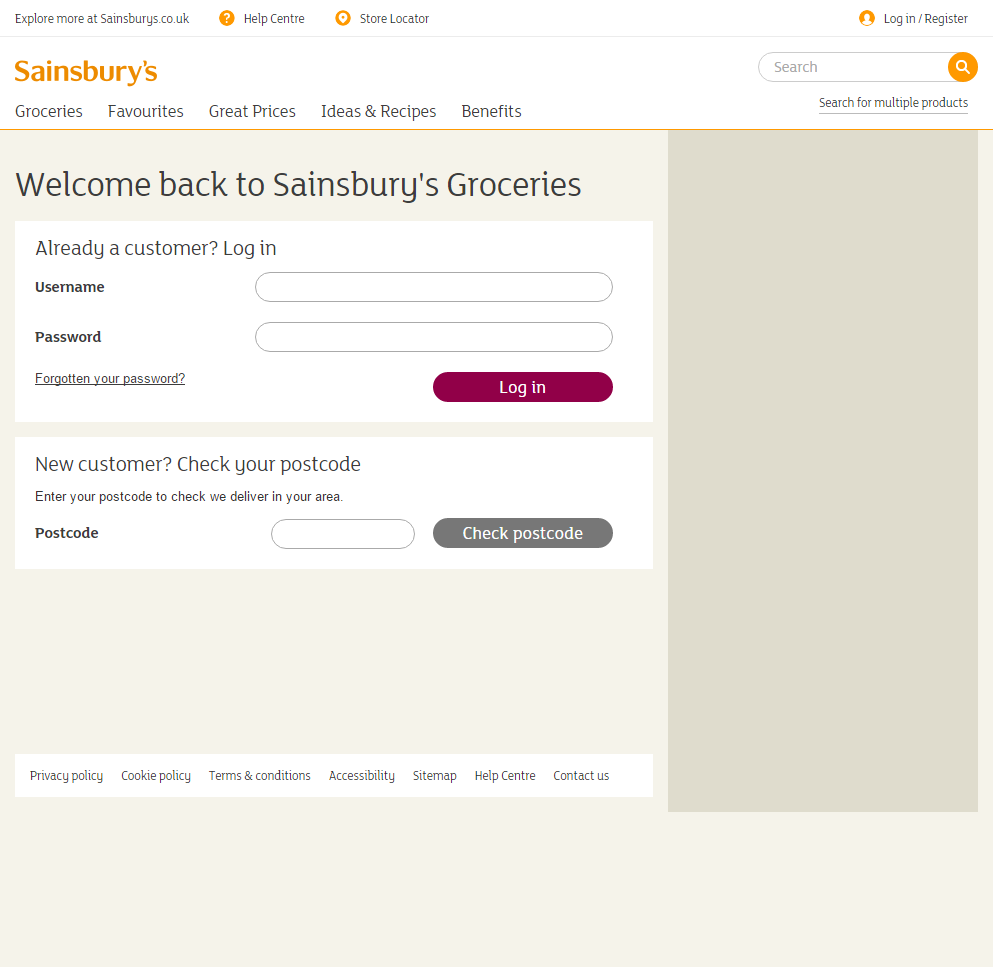 Explore more at Sainsburys.co.uk Help Centre Store Locator Log in / Register
Sainsbury's
Search
Groceries Favourites Great Prices Ideas & Recipes Benefits
Search for multiple products
Welcome back to Sainsbury's Groceries
Already a customer? Log in
Username
Password
Forgotten your password?
Log in
New customer? Check your postcode
Enter your postcode to check we deliver in your area.
Postcode
Check postcode
Privacy policy Cookie policy Terms & conditions Accessibility Sitemap Help Centre Contact us